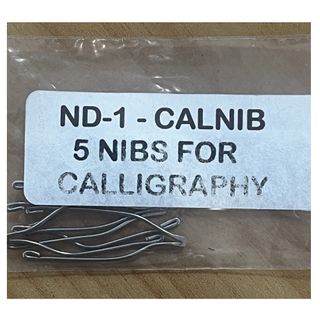 ND-1 - CALNIB
5 NIBS FOR
CALLIGRAPHY